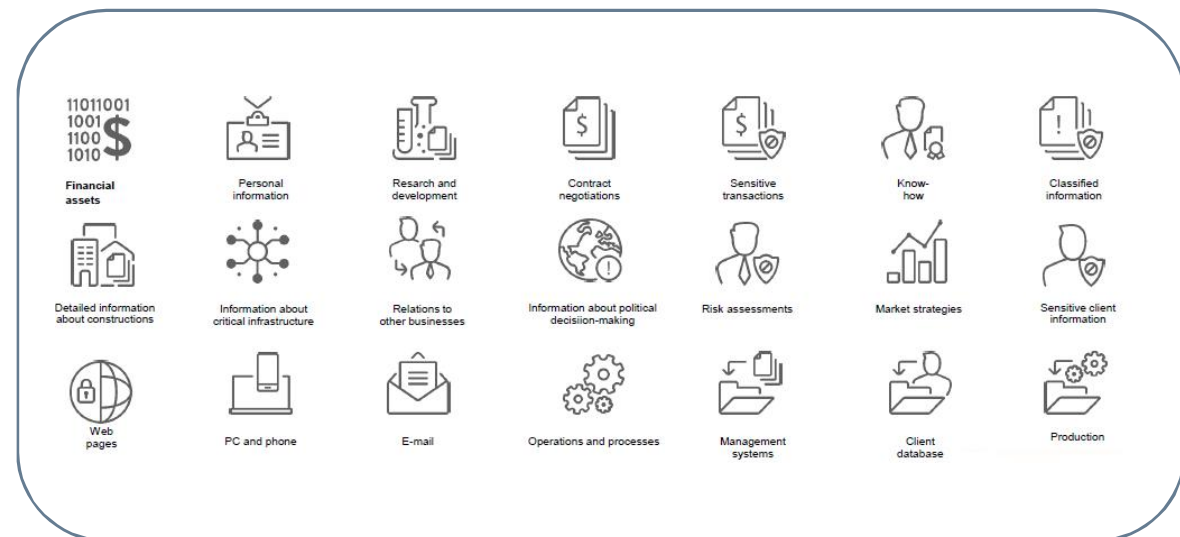 11011001
1001
1100
1010
$
$
$
!
Financial
assets
Personal
information
Resarch and
development
Contract
negotiations
Sensitive
transactions
Know-
how
Classified
information
!
Detailed information
about constructions
Information about
critical infrastructure
Relations to
other businesses
Information about political
decisiion-making
Risk assessments
Market strategies
Sensitive client
information
Web
pages
PC and phone
E-mail
Operations and processes
Management
systems
Client
database
Production